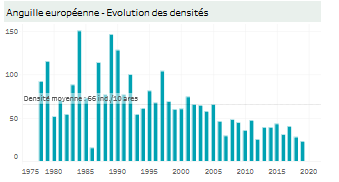 Anguille européenne - Evolution des densités
150
100
Densité moyenne : 66 ind./10 ares
50
0
1975 1980 1985 1990 1995 2000 2005 2010 2015 2020